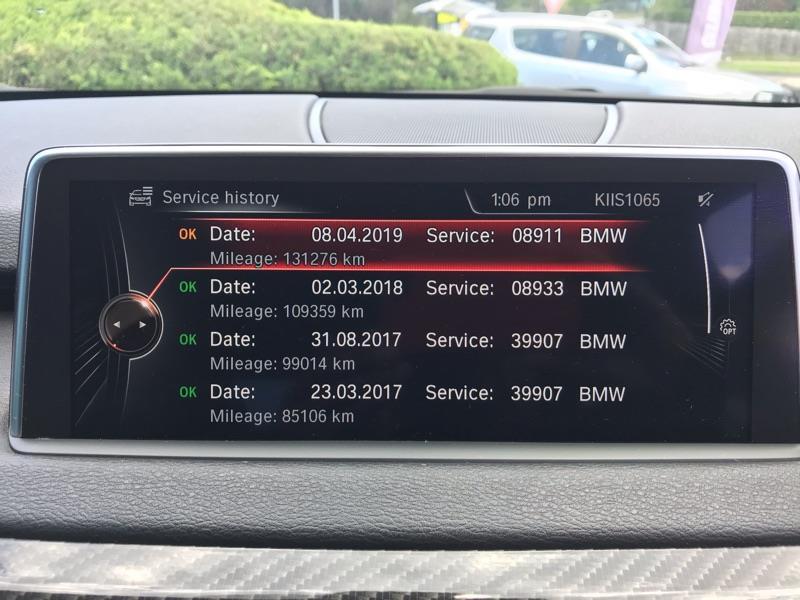 Service history
1:06 pm
KIIS1065
OK Date: 08.04.2019 Service: 08911 BMW
Mileage: 131276 km
OK Date: 02.03.2018 Service: 08933 BMW
Mileage: 109359 km
OK Date: 31.08.2017 Service: 39907 BMW
Mileage: 99014 km
OK Date: 23.03.2017 Service: 39907 BMW
Mileage: 85106 km
OPT